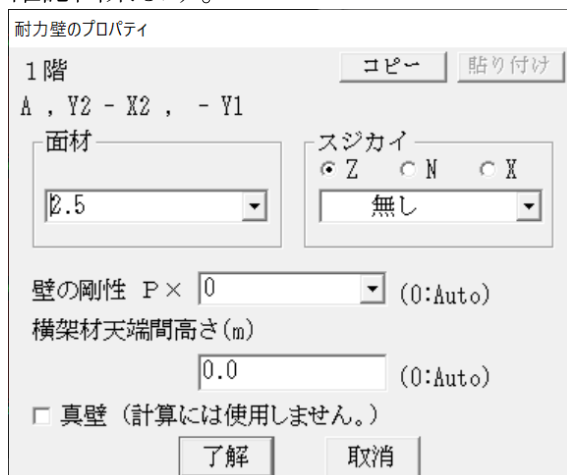 耐力壁のプロパティ
1階
コピー 貼り付け
A , Y2 - X2 , - Y1
面材 スジカイ
Z N X
2.5 無し
壁の剛性 P× 0 (0:Auto)
横架材天端間高さ(m)
0.0 (0:Auto)
真壁 (計算には使用しません。)
了解 取消